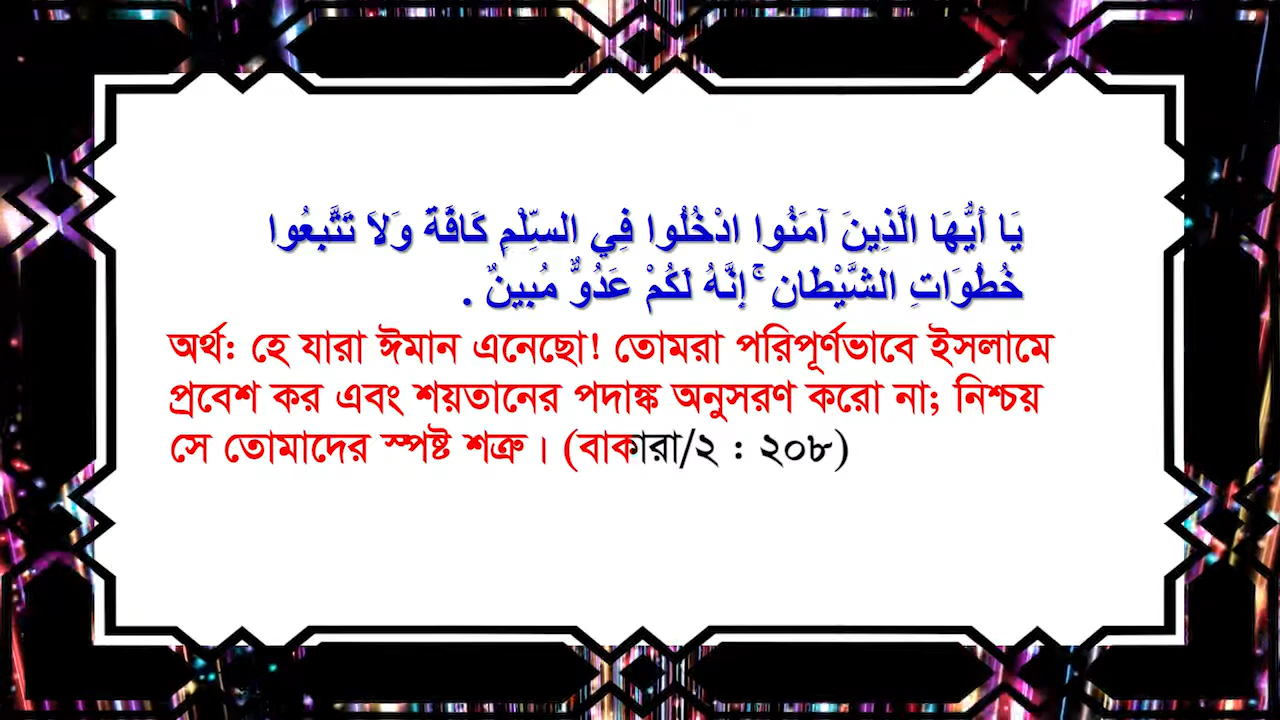 يَا أَيُّهَا الَّذِينَ آمَنُوا ادْخُلُوا فِي السِّلْمِ كَافَّةً وَلاَ تَتَّبِعُوا
خُطُوَاتِ الشَّيْطَانِ ۚ إِنَّهُ لَكُمْ عَدُوٌّ مُبِينٌ .
অর্থ: হে যারা ঈমান এনেছো! তোমরা পরিপূর্ণভাবে ইসলামে
প্রবেশ কর এবং শয়তানের পদাঙ্ক অনুসরণ করো না; নিশ্চয়
সে তোমাদের স্পষ্ট শত্রু। (বাকারা/২ : ২০৮)